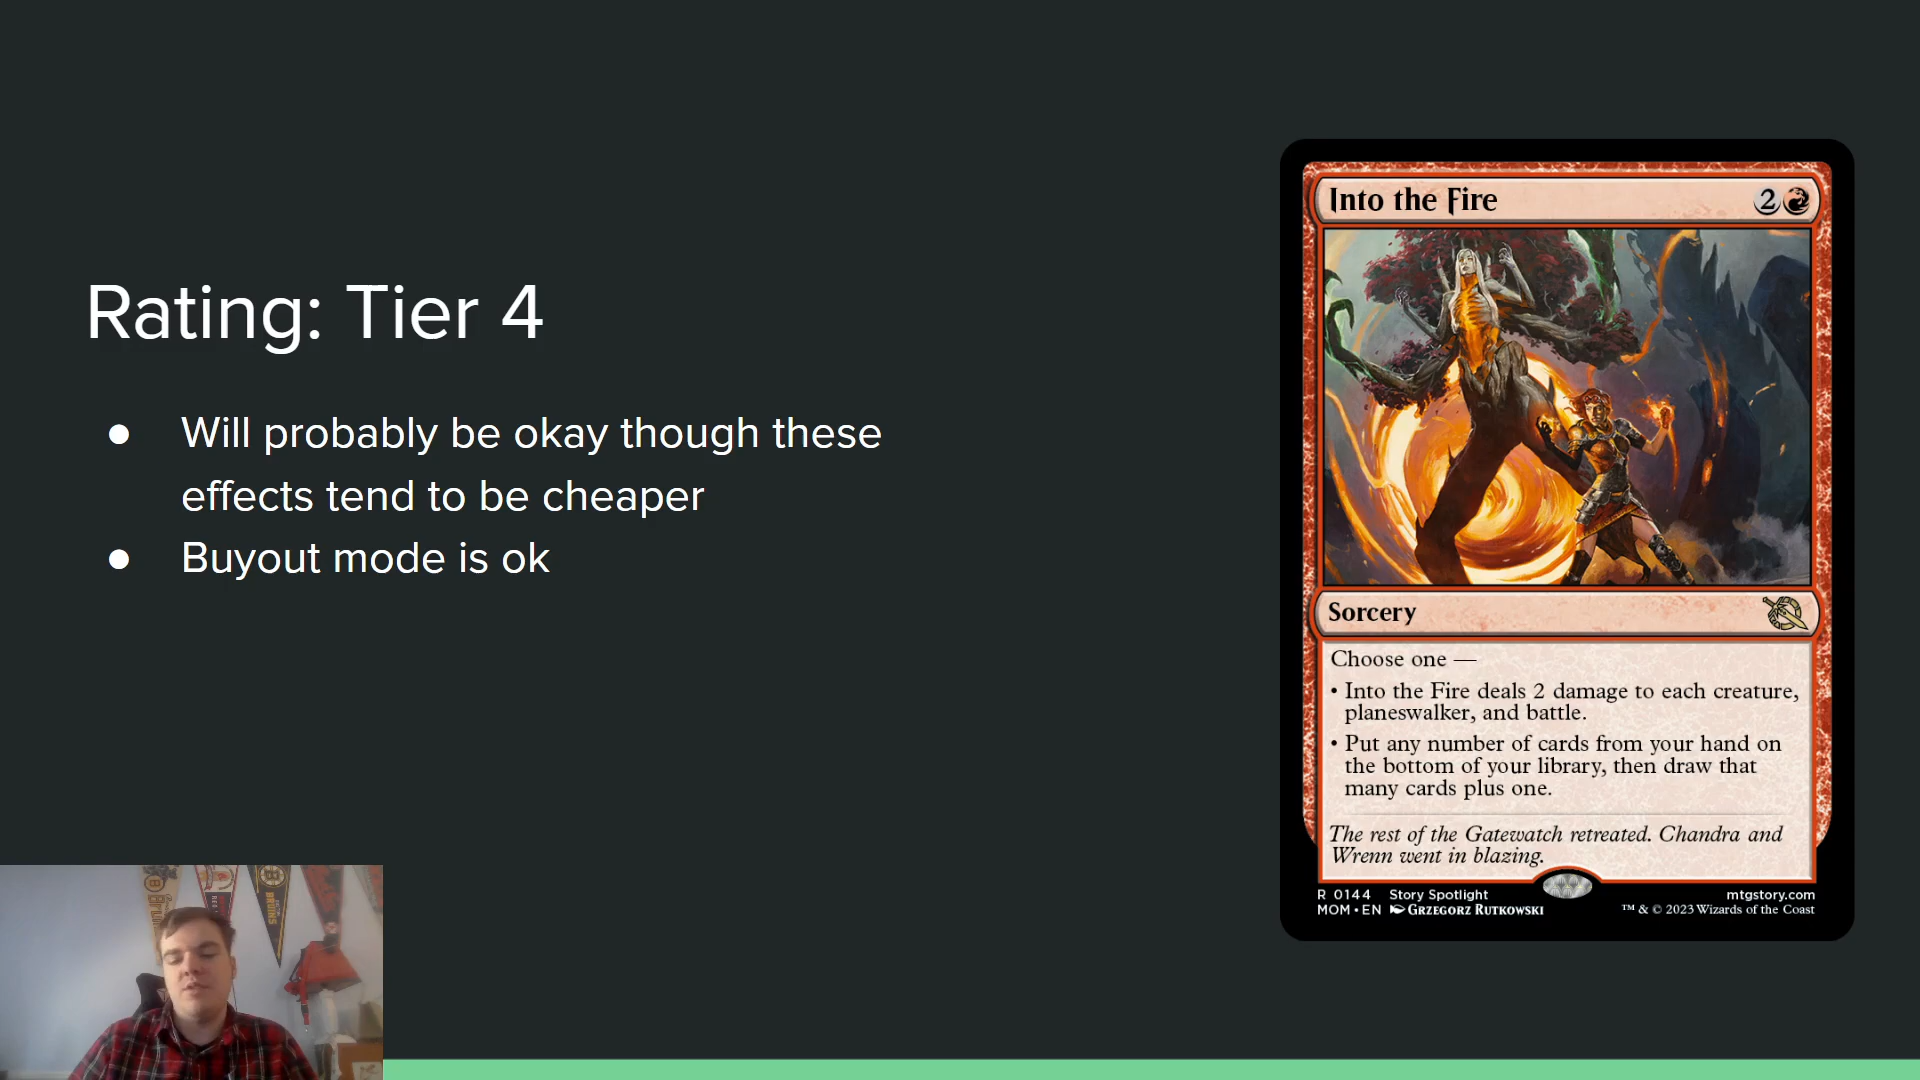 Rating: Tier 4
● Will probably be okay though these
effects tend to be cheaper
● Buyout mode is ok
Into the Fire 2
Sorcery
Choose one —
• Into the Fire deals 2 damage to each creature,
planeswalker, and battle.
• Put any number of cards from your hand on
the bottom of your library, then draw that
many cards plus one.
The rest of the Gatewatch retreated. Chandra and
Wrenn went in blazing.
R 0144 Story Spotlight mtgstory.com
MOM • EN GRZEGORZ RUTKOWSKI ™ & © 2023 Wizards of the Coast
BRUINS